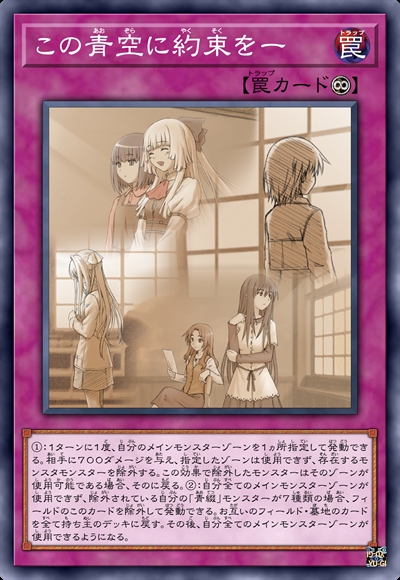 この青空に約束を―
罠
【罠カード】
①:1ターンに1度、自分のメインモンスターゾーンを1ヵ所指定して発動でき
る。相手に700ダメージを与え、指定したゾーンは使用できず、存在するモ
ンスタモンスターを除外する。この効果で除外したモンスターはそのゾーンが
使用可能である場合、そのに戻る。②:自分全てのメインモンスターゾーンが
使用できず、除外されている自分の「青綴」モンスターが7種類の場合、フィー
ルドのこのカードを除外して発動できる。お互いのフィールド・墓地のカード
を全て持ち主のデッキに戻す。その後、自分全てのメインモンスターゾーンが
使用できるようになる。